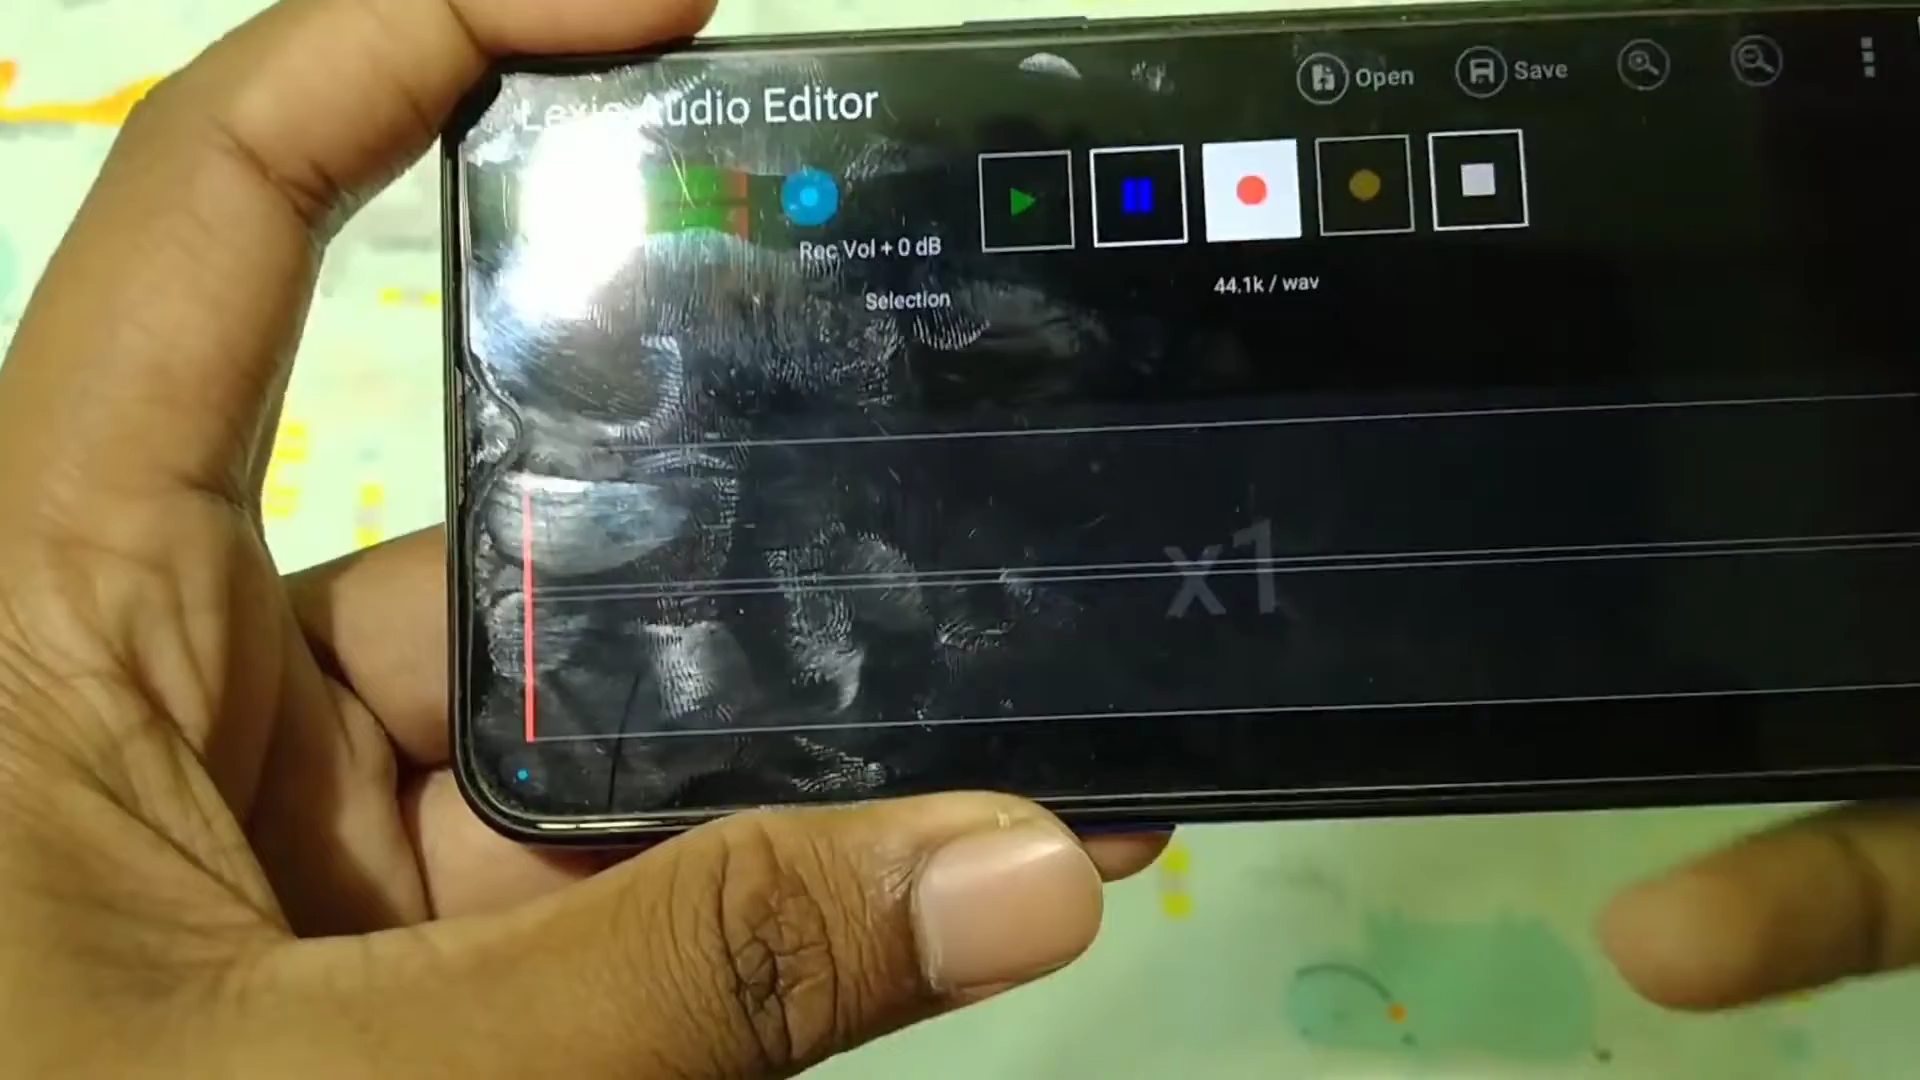 Lexis Audio Editor
Open
Save
Rec Vol + 0 dB
Selection
44.1k / wav
x1